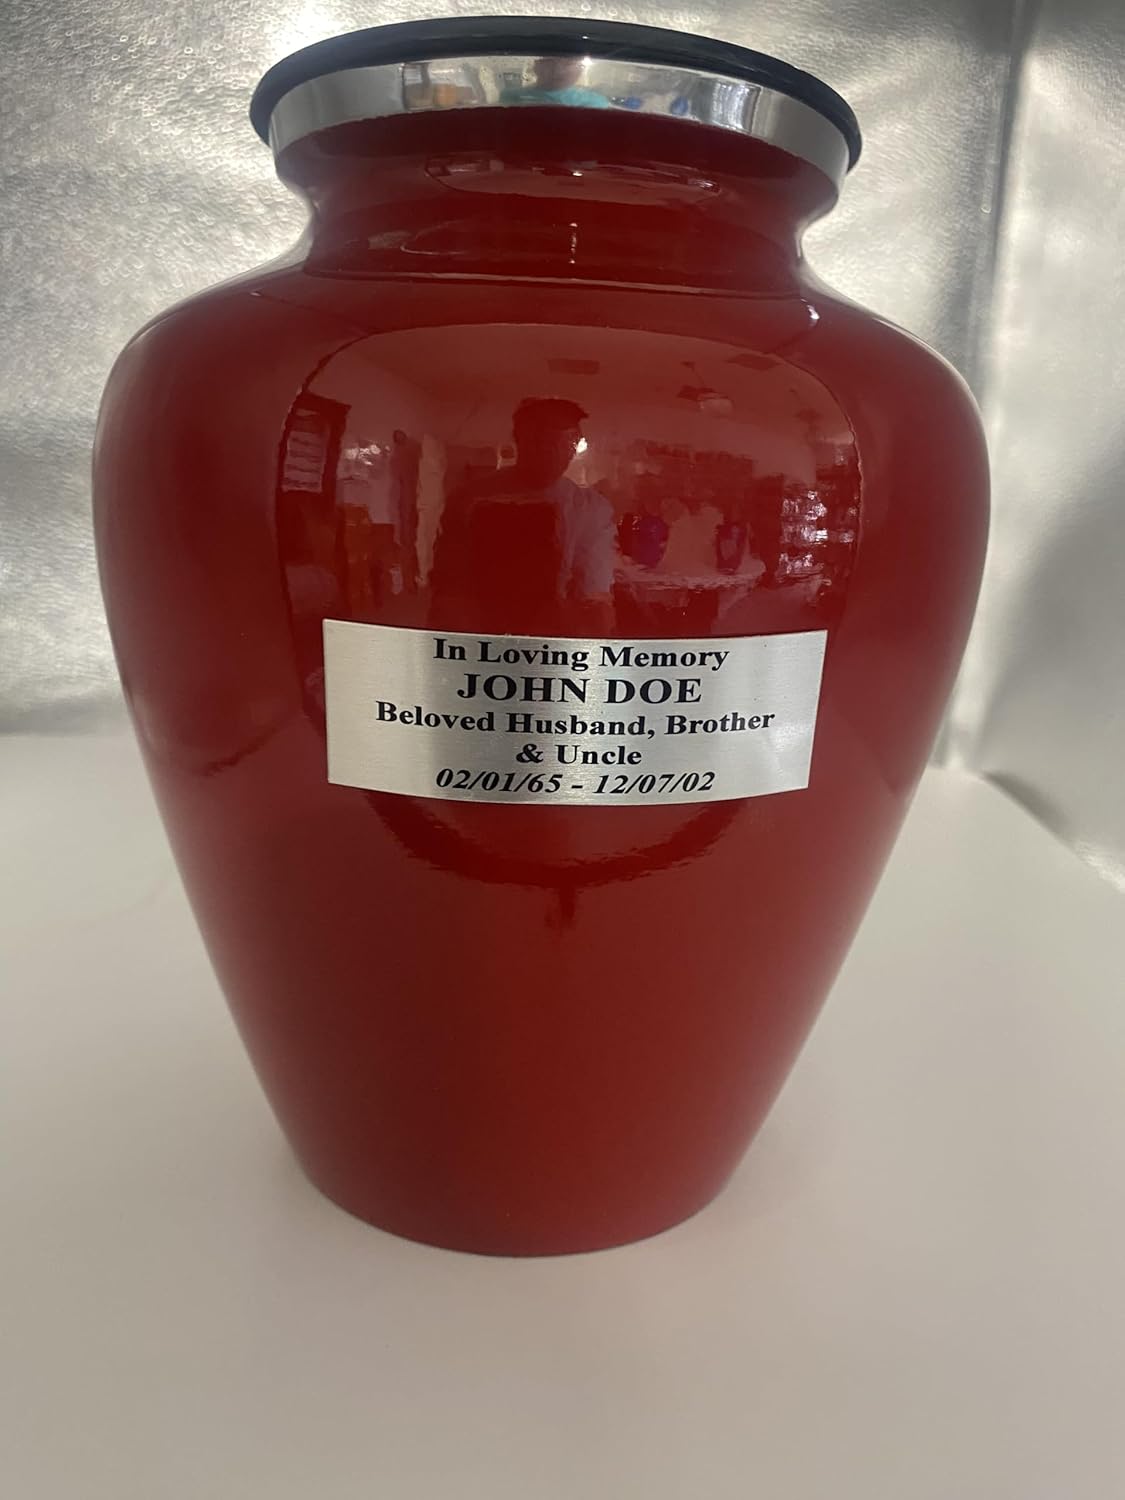 In Loving Memory
JOHN DOE
Beloved Husband, Brother
& Uncle
02/01/65 - 12/07/02